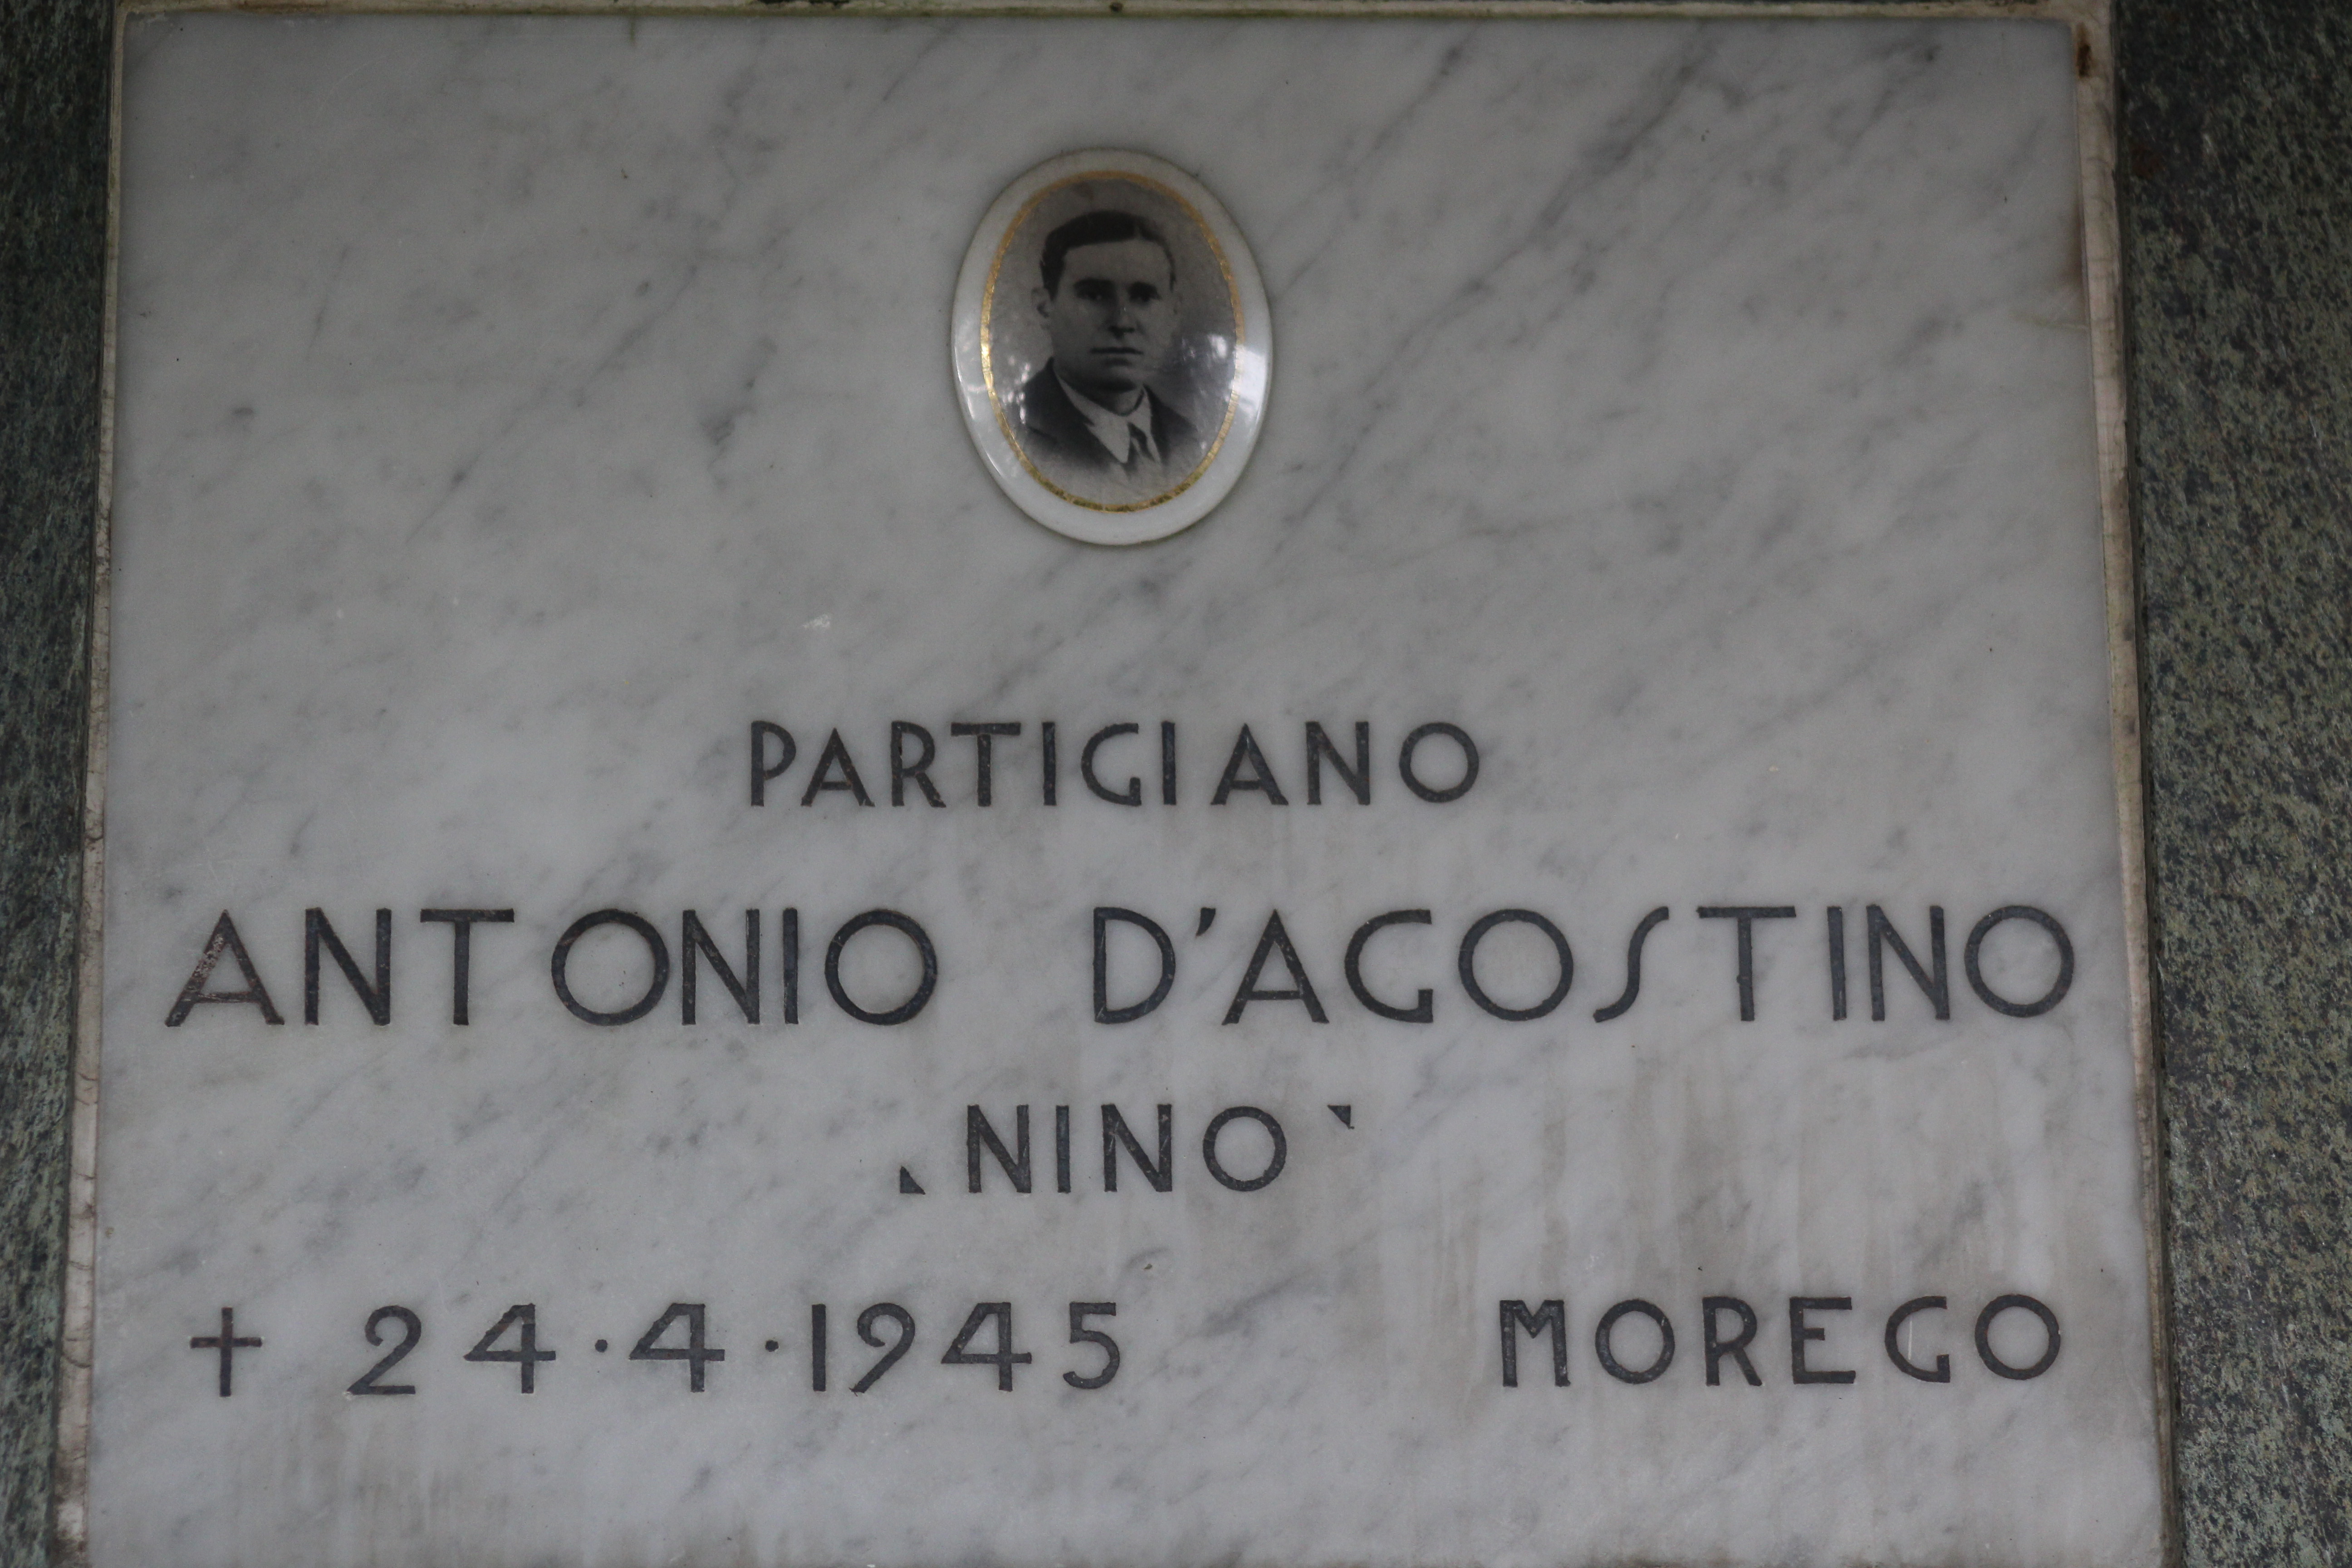 PARTIGIANO
ANTONIO D'AGOSTINO
"NINO"
† 24·4·1945 MOREGO